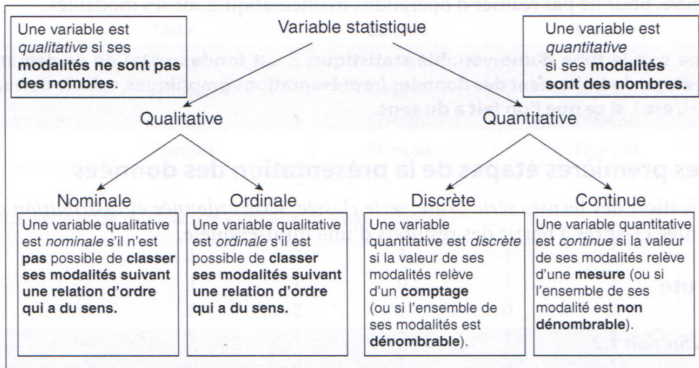 Variable statistique
Une variable est
qualitative si ses
modalités ne sont pas
des nombres.
Une variable est
quantitative
si ses modalités
sont des nombres.
Qualitative
Quantitative
Nominale
Une variable qualitative
est nominale s'il n'est
pas possible de classer
ses modalités suivant
une relation d'ordre
qui a du sens.
Ordinale
Une variable qualitative
est ordinale s'il est
possible de classer
ses modalités suivant
une relation d'ordre
qui a du sens.
Discrète
Une variable
quantitative est discrète
si la valeur de ses
modalités relève
d'un comptage
(ou si l'ensemble de
ses modalités est
dénombrable).
Continue
Une variable quantitative
est continue si la valeur
de ses modalités relève
d'une mesure (ou si
l'ensemble de ses
modalité est non
dénombrable).